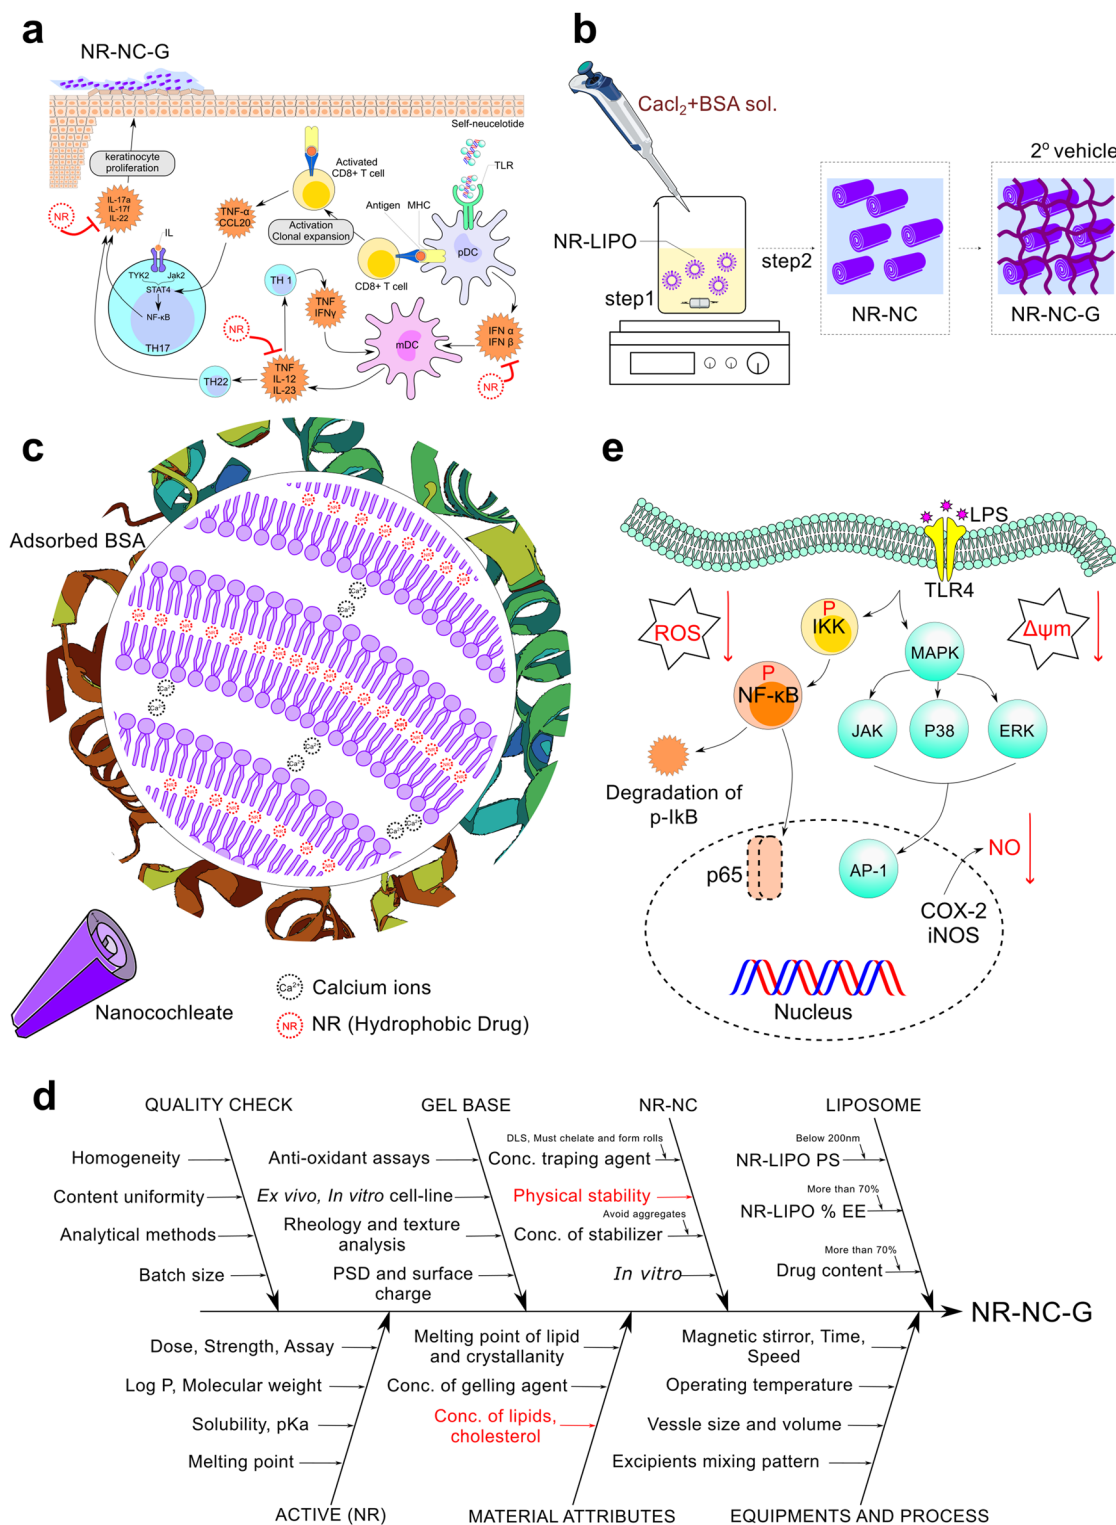 a
NR-NC-G
Self-neucelotide
keratinocyte
proliferation
Activated
CD8+ T cell
TLR
NR
IL-17a
IL-17f
IL-22
TNF-α
CCL20
Antigen
MHC
Activation
Clonal expansion
pDC
IL
TYK2
Jak2
STAT4
NF-κB
TH17
CD8+ T cell
TH 1
TNF
IFNγ
NR
mDC
IFN α
IFN β
TH22
TNF
IL-12
IL-23
NR
b
Cacl₂+BSA sol.
2º vehicle
NR-LIPO
step2
step1
NR-NC
NR-NC-G
c
Adsorbed BSA
NR
Ca²⁺
Nanocochleate
Ca²⁺ Calcium ions
NR NR (Hydrophobic Drug)
e
LPS
TLR4
ROS
P
IKK
Δψm
MAPK
P
NF-κB
JAK
P38
ERK
Degradation of
p-IkB
p65
AP-1
NO
COX-2
iNOS
Nucleus
d
QUALITY CHECK
GEL BASE
NR-NC
LIPOSOME
Homogeneity
Content uniformity
Analytical methods
Batch size
Anti-oxidant assays
Ex vivo, In vitro cell-line
Rheology and texture
analysis
PSD and surface
charge
DLS, Must chelate and form rolls
Conc. traping agent
Physical stability
Avoid aggregates
Conc. of stabilizer
In vitro
Below 200nm
NR-LIPO PS
More than 70%
NR-LIPO % EE
More than 70%
Drug content
NR-NC-G
Dose, Strength, Assay
Log P, Molecular weight
Solubility, pKa
Melting point
Melting point of lipid
and crystallanity
Conc. of gelling agent
Conc. of lipids,
cholesterol
Magnetic stirror, Time,
Speed
Operating temperature
Vessle size and volume
Excipients mixing pattern
ACTIVE (NR)
MATERIAL ATTRIBUTES
EQUIPMENTS AND PROCESS